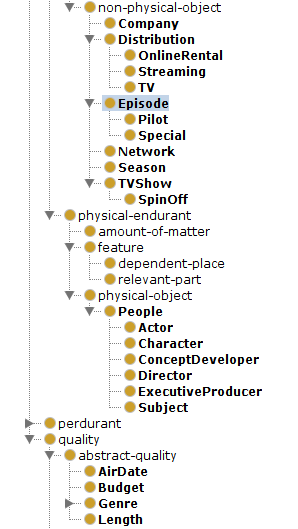 non-physical-object
Company
Distribution
OnlineRental
Streaming
TV
Episode
Pilot
Special
Network
Season
TVShow
SpinOff
physical-endurant
amount-of-matter
feature
dependent-place
relevant-part
physical-object
People
Actor
Character
ConceptDeveloper
Director
ExecutiveProducer
Subject
perdurant
quality
abstract-quality
AirDate
Budget
Genre
Length